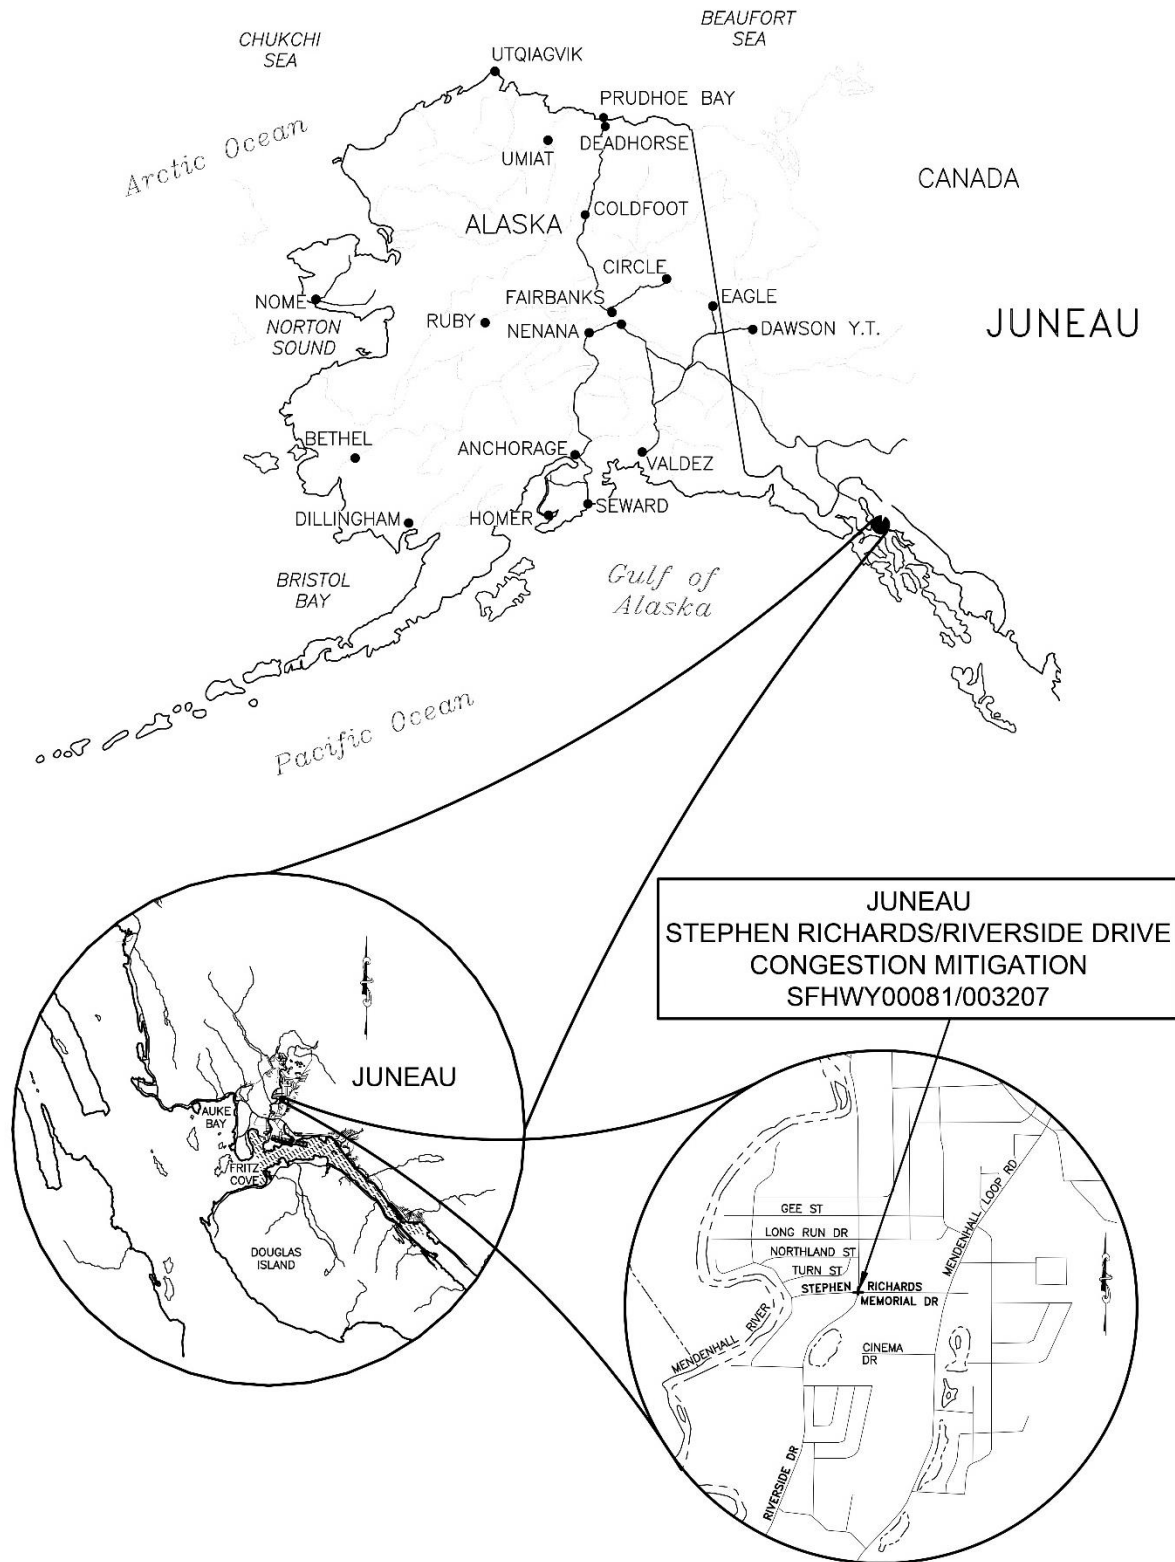 BEAUFORT
SEA
CHUKCHI
SEA
UTQIAGVIK
PRUDHOE BAY
DEADHORSE
UMIAT
Arctic Ocean
CANADA
ALASKA
COLDFOOT
CIRCLE
NOME
NORTON
SOUND
RUBY
FAIRBANKS
NENANA
EAGLE
DAWSON Y.T.
JUNEAU
BETHEL
ANCHORAGE
VALDEZ
DILLINGHAM
HOMER
SEWARD
BRISTOL
BAY
Gulf of
Alaska
Pacific Ocean
JUNEAU
STEPHEN RICHARDS/RIVERSIDE DRIVE
CONGESTION MITIGATION
SFHWY00081/003207
JUNEAU
AUKE
BAY
FRITZ
COVE
DOUGLAS
ISLAND
GEE ST
LONG RUN DR
NORTHLAND ST
TURN ST
STEPHEN RICHARDS
MEMORIAL DR
MENDENHALL LOOP RD
MENDENHALL RIVER
CINEMA
DR
RIVERSIDE DR